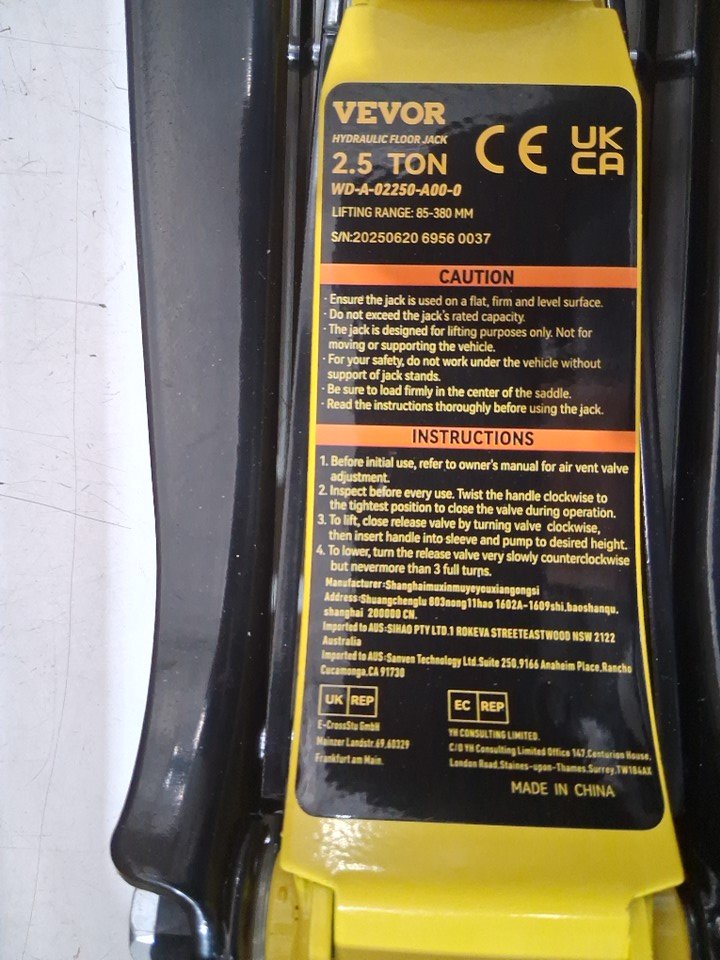 VEVOR
HYDRAULIC FLOOR JACK
2.5 TON
CE
UK
CA
WD-A-02250-A00-0
LIFTING RANGE: 85-380 MM
S/N:20250620 6956 0037
CAUTION
· Ensure the jack is used on a flat, firm and level surface.
· Do not exceed the jack's rated capacity.
· The jack is designed for lifting purposes only. Not for
moving or supporting the vehicle.
· For your safety, do not work under the vehicle without
support of jack stands.
· Be sure to load firmly in the center of the saddle.
· Read the instructions thoroughly before using the jack.
INSTRUCTIONS
1. Before initial use, refer to owner's manual for air vent valve
adjustment.
2. Inspect before every use. Twist the handle clockwise to
the tightest position to close the valve during operation.
3. To lift, close release valve by turning valve clockwise,
then insert handle into sleeve and pump to desired height.
4. To lower, turn the release valve very slowly counterclockwise
but nevermore than 3 full turns.
Manufacturer:Shanghaimuxinmuyeyouxiangongsi
Address:Shuangchenglu 803nong11hao 1602A-1609shi,baoshanqu,
shanghai 200000 CN.
Imported to AUS:SIHAO PTY LTD.1 ROKEVA STREETEASTWOOD NSW 2122
Australia
Imported to AUS:Sanven Technology Ltd.Suite 250,9166 Anaheim Place,Rancho
Cucamonga,CA 91730
UK REP
E-CrossStu GmbH
Mainzer Landstr.69,60329
Frankfurt am Main.
EC REP
YH CONSULTING LIMITED.
C/O YH Consulting Limited Office 147,Centurion House,
London Road,Staines-upon-Thames,Surrey,TW184AX
MADE IN CHINA